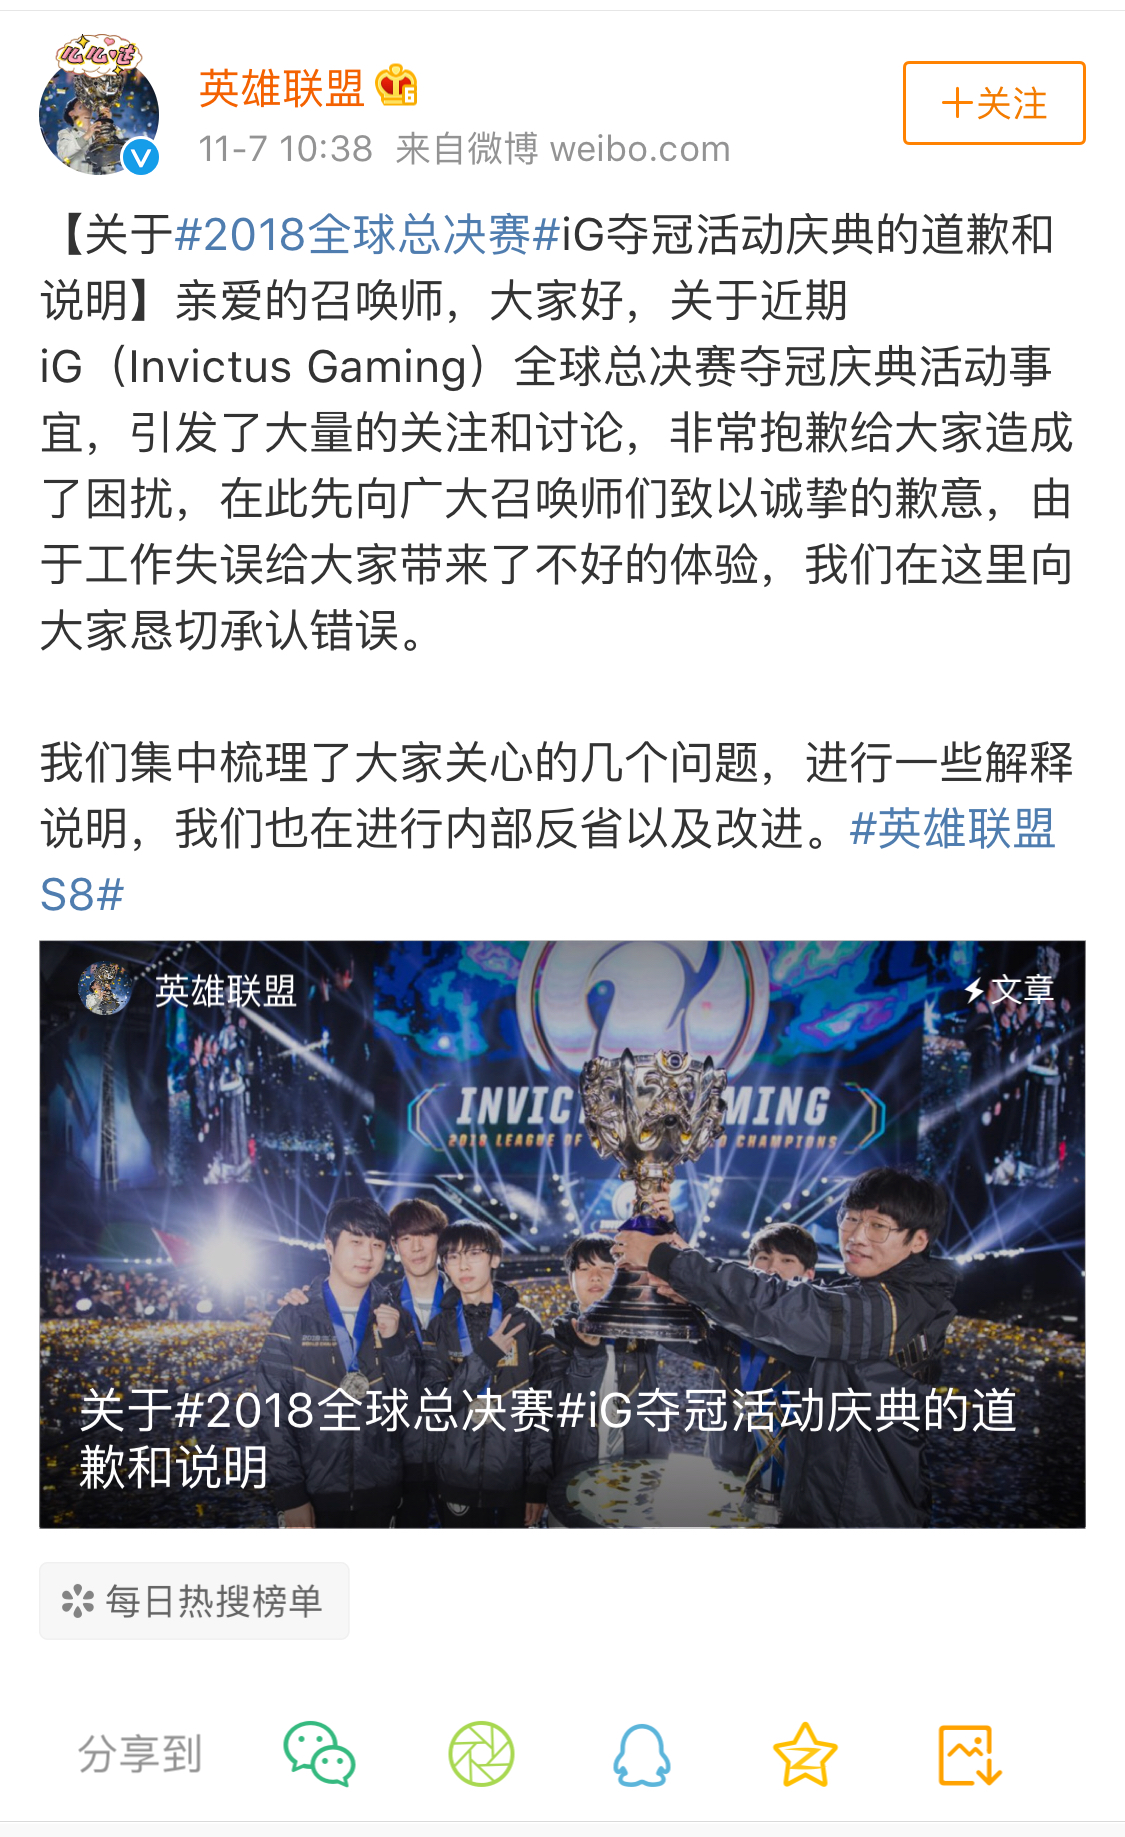 么么哒
英雄联盟
11-7 10:38 来自微博 weibo.com
+关注
【关于#2018全球总决赛#iG夺冠活动庆典的道歉和
说明】亲爱的召唤师，大家好，关于近期
iG（Invictus Gaming）全球总决赛夺冠庆典活动事
宜，引发了大量的关注和讨论，非常抱歉给大家造成
了困扰，在此先向广大召唤师们致以诚挚的歉意，由
于工作失误给大家带来了不好的体验，我们在这里向
大家恳切承认错误。
我们集中梳理了大家关心的几个问题，进行一些解释
说明，我们也在进行内部反省以及改进。#英雄联盟
S8#
英雄联盟
文章
INVIC MING
2018 LEAGUE OF D CHAMPIONS
关于#2018全球总决赛#iG夺冠活动庆典的道
歉和说明
每日热搜榜单
分享到